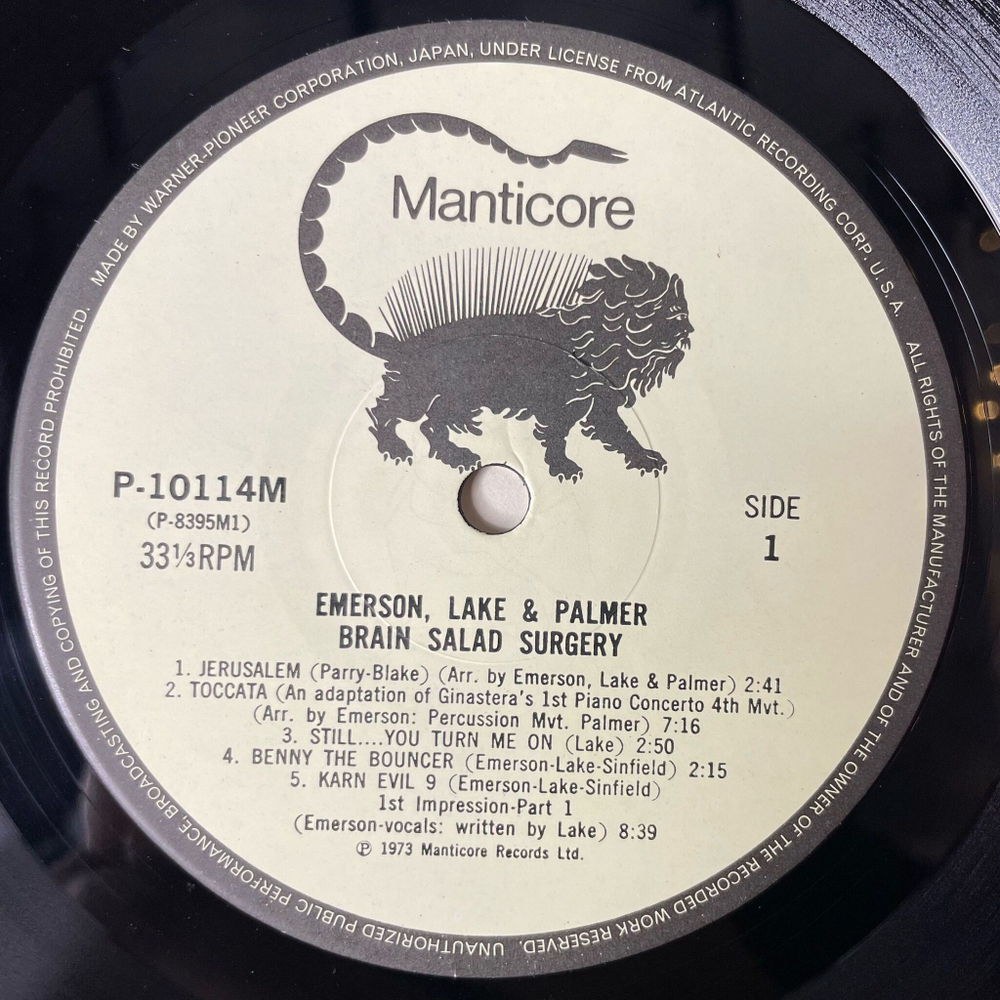 MADE BY WARNER-PIONEER CORPORATION, JAPAN, UNDER LICENSE FROM ATLANTIC RECORDING CORP. U.S.A. ALL RIGHTS OF THE MANUFACTURER AND OF THE OWNER OF THE RECORDED WORK RESERVED. UNAUTHORIZED PUBLIC PERFORMANCE, BROADCASTING AND COPYING OF THIS RECORD PROHIBITED.
Manticore
P-10114M
(P-8395M1)
33⅓RPM
SIDE
1
EMERSON, LAKE & PALMER
BRAIN SALAD SURGERY
1. JERUSALEM (Parry-Blake) (Arr. by Emerson, Lake & Palmer) 2:41
2. TOCCATA (An adaptation of Ginastera's 1st Piano Concerto 4th Mvt.)
(Arr. by Emerson: Percussion Mvt. Palmer) 7:16
3. STILL....YOU TURN ME ON (Lake) 2:50
4. BENNY THE BOUNCER (Emerson-Lake-Sinfield) 2:15
5. KARN EVIL 9 (Emerson-Lake-Sinfield)
1st Impression-Part 1
(Emerson-vocals: written by Lake) 8:39
℗ 1973 Manticore Records Ltd.